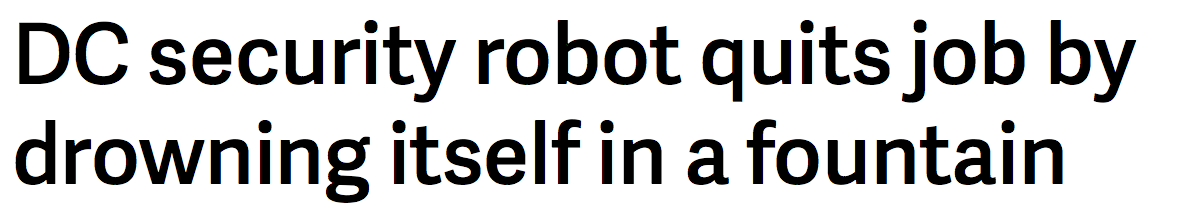 DC security robot quits job by
drowning itself in a fountain